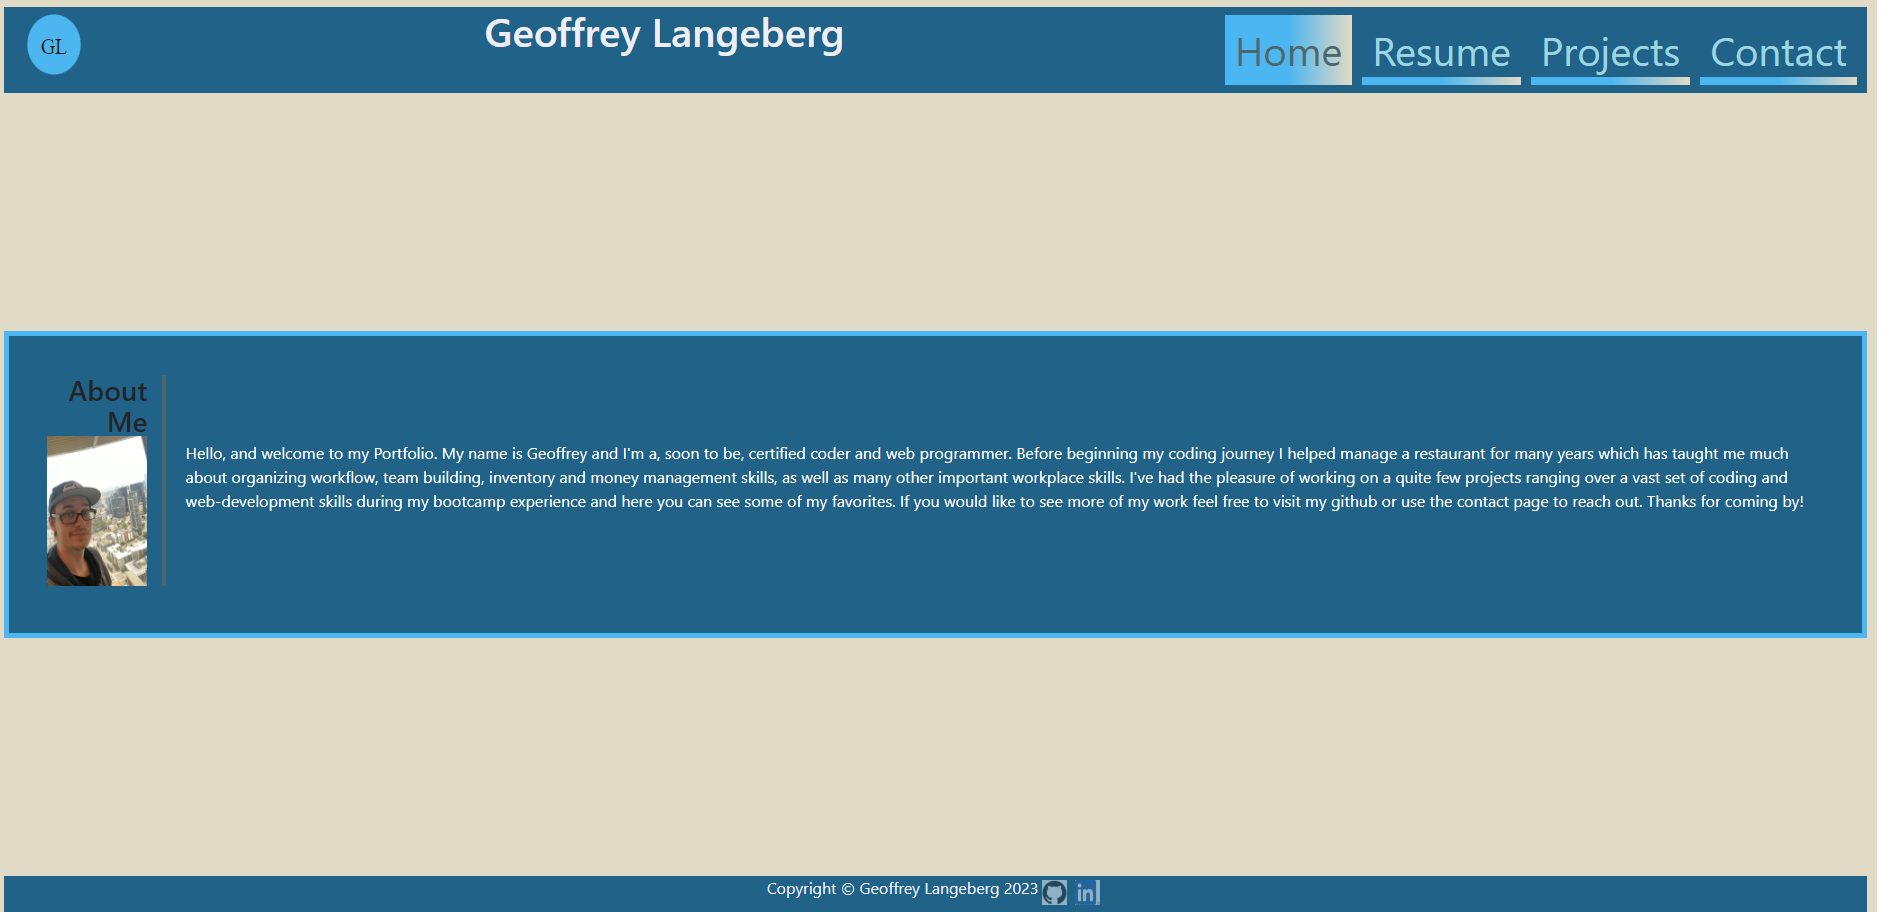 GL
Geoffrey Langeberg
Home Resume Projects Contact
About
Me
Hello, and welcome to my Portfolio. My name is Geoffrey and I'm a, soon to be, certified coder and web programmer. Before beginning my coding journey I helped manage a restaurant for many years which has taught me much
about organizing workflow, team building, inventory and money management skills, as well as many other important workplace skills. I've had the pleasure of working on a quite few projects ranging over a vast set of coding and
web-development skills during my bootcamp experience and here you can see some of my favorites. If you would like to see more of my work feel free to visit my github or use the contact page to reach out. Thanks for coming by!
Copyright © Geoffrey Langeberg 2023 in